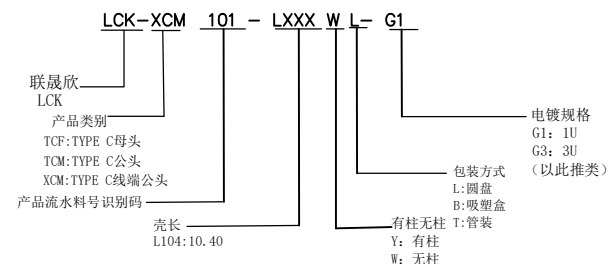 LCK-XCM 101 - LXXX W L- G1
联晟欣
LCK
产品类别
TCF:TYPE C母头
TCM:TYPE C公头
XCM:TYPE C线端公头
产品流水料号识别码
壳长
L104:10.40
有柱无柱
Y: 有柱
W: 无柱
包装方式
L:圆盘
B:吸塑盒
T:管装
电镀规格
G1: 1U
G3: 3U
(以此推类)